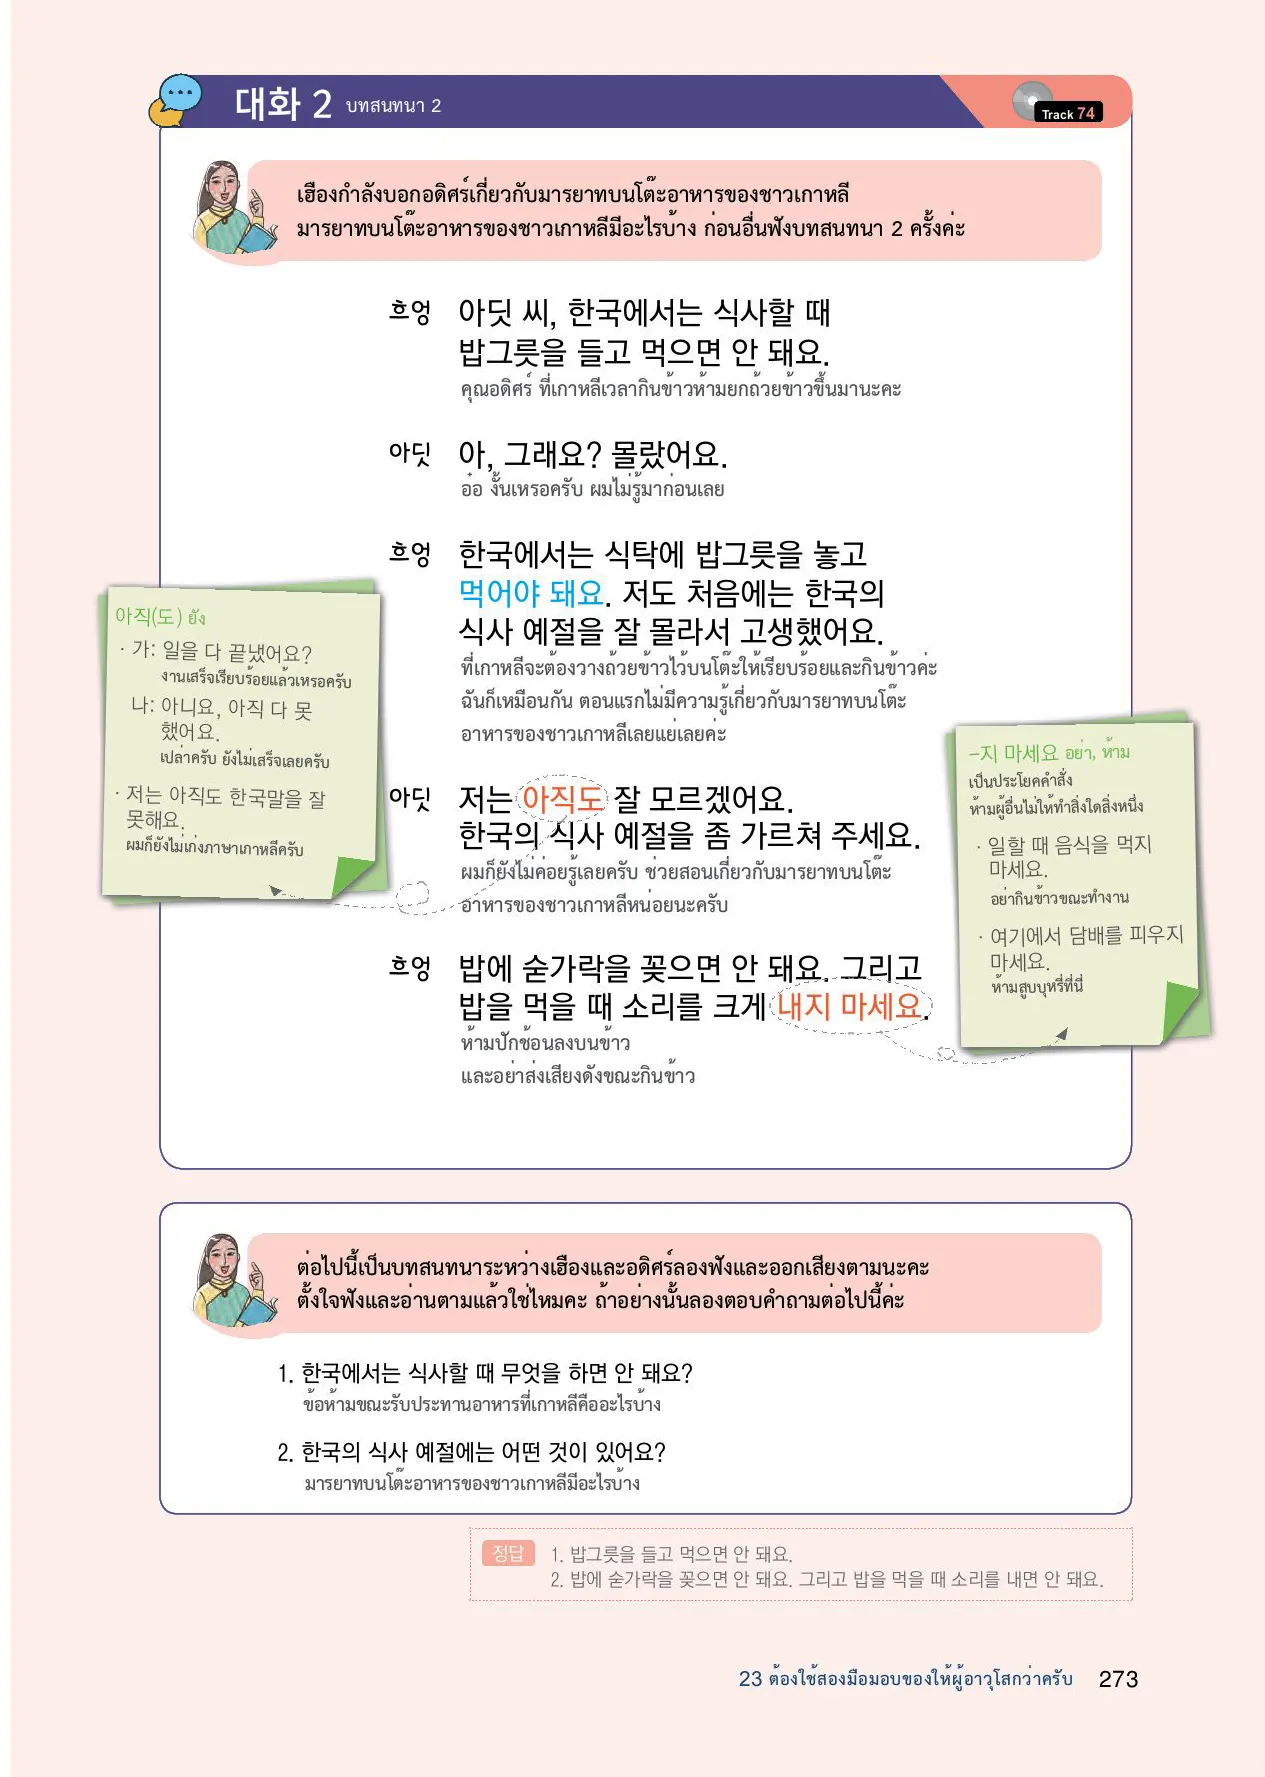 대화 2 บทสนทนา 2
Track 74
เฮืองกำลังบอกอดิศร์เกี่ยวกับมารยาทบนโต๊ะอาหารของชาวเกาหลี
มารยาทบนโต๊ะอาหารของชาวเกาหลีมีอะไรบ้าง ก่อนอื่นฟังบทสนทนา 2 ครั้งค่ะ
흐엉 아딧 씨, 한국에서는 식사할 때
밥그릇을 들고 먹으면 안 돼요.
คุณอดิศร์ ที่เกาหลีเวลากินข้าวห้ามยกถ้วยข้าวขึ้นมานะคะ
아딧 아, 그래요? 몰랐어요.
อ๋อ งั้นเหรอครับ ผมไม่รู้มาก่อนเลย
흐엉 한국에서는 식탁에 밥그릇을 놓고
먹어야 돼요. 저도 처음에는 한국의
식사 예절을 잘 몰라서 고생했어요.
ที่เกาหลีจะต้องวางถ้วยข้าวไว้บนโต๊ะให้เรียบร้อยและกินข้าวค่ะ
ฉันก็เหมือนกัน ตอนแรกไม่มีความรู้เกี่ยวกับมารยาทบนโต๊ะ
อาหารของชาวเกาหลีเลยแย่เลยค่ะ
아딧 저는 아직도 잘 모르겠어요.
한국의 식사 예절을 좀 가르쳐 주세요.
ผมก็ยังไม่ค่อยรู้เลยครับ ช่วยสอนเกี่ยวกับมารยาทบนโต๊ะ
อาหารของชาวเกาหลีหน่อยนะครับ
흐엉 밥에 숟가락을 꽂으면 안 돼요. 그리고
밥을 먹을 때 소리를 크게 내지 마세요.
ห้ามปักช้อนลงบนข้าว
และอย่าส่งเสียงดังขณะกินข้าว
아직(도) ยัง
· 가: 일을 다 끝냈어요?
งานเสร็จเรียบร้อยแล้วเหรอครับ
나: 아니요, 아직 다 못
했어요.
เปล่าครับ ยังไม่เสร็จเลยครับ
· 저는 아직도 한국말을 잘
못해요.
ผมก็ยังไม่เก่งภาษาเกาหลีครับ
-지 마세요 อย่า, ห้าม
เป็นประโยคคำสั่ง
ห้ามผู้อื่นไม่ให้ทำสิ่งใดสิ่งหนึ่ง
· 일할 때 음식을 먹지
마세요.
อย่ากินข้าวขณะทำงาน
· 여기에서 담배를 피우지
마세요.
ห้ามสูบบุหรี่ที่นี่
ต่อไปนี้เป็นบทสนทนาระหว่างเฮืองและอดิศร์ลองฟังและออกเสียงตามนะคะ
ตั้งใจฟังและอ่านตามแล้วใช่ไหมคะ ถ้าอย่างนั้นลองตอบคำถามต่อไปนี้ค่ะ
1. 한국에서는 식사할 때 무엇을 하면 안 돼요?
ข้อห้ามขณะรับประทานอาหารที่เกาหลีคืออะไรบ้าง
2. 한국의 식사 예절에는 어떤 것이 있어요?
มารยาทบนโต๊ะอาหารของชาวเกาหลีมีอะไรบ้าง
정답 1. 밥그릇을 들고 먹으면 안 돼요.
2. 밥에 숟가락을 꽂으면 안 돼요. 그리고 밥을 먹을 때 소리를 내면 안 돼요.
23 ต้องใช้สองมือมอบของให้ผู้อาวุโสกว่าครับ 273